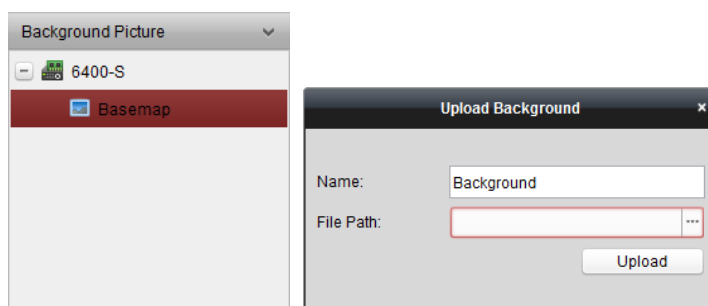 Background Picture
6400-S
Basemap
Upload Background
×
Name:
Background
File Path:
...
Upload